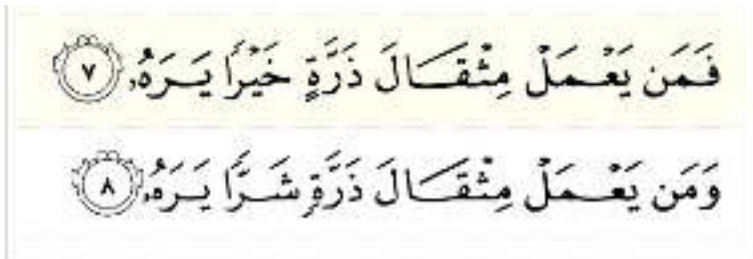 فَمَن يَعْمَلْ مِثْقَالَ ذَرَّةٍ خَيْرًا يَرَهُۥ ٧
وَمَن يَعْمَلْ مِثْقَالَ ذَرَّةٍ شَرًّا يَرَهُۥ ٨